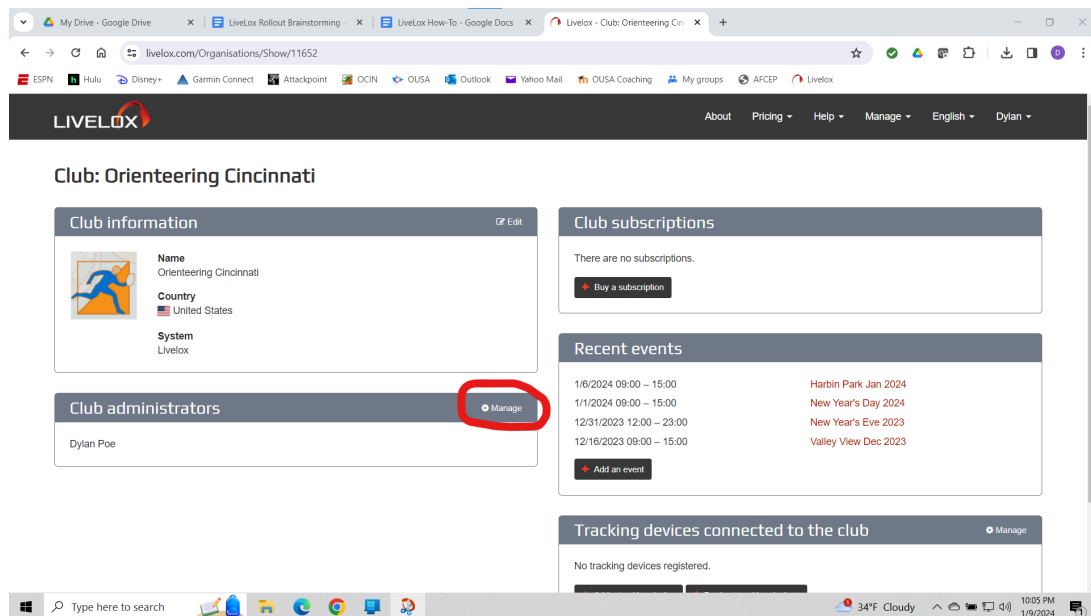 My Drive - Google Drive
LiveLox Rollout Brainstorming
LiveLox How-To - Google Docs
Livelox - Club: Orienteering Cin
livelox.com/Organisations/Show/11652
D
ESPN
Hulu
Disney+
Garmin Connect
Attackpoint
OCIN
OUSA
Outlook
Yahoo Mail
OUSA Coaching
My groups
AFCEP
Livelox
LIVELOX
About
Pricing
Help
Manage
English
Dylan
Club: Orienteering Cincinnati
Club information
Edit
Name
Orienteering Cincinnati
Country
United States
System
Livelox
Club administrators
Manage
Dylan Poe
Club subscriptions
There are no subscriptions.
Buy a subscription
Recent events
1/6/2024 09:00 – 15:00 Harbin Park Jan 2024
1/1/2024 09:00 – 15:00 New Year's Day 2024
12/31/2023 12:00 – 23:00 New Year's Eve 2023
12/16/2023 09:00 – 15:00 Valley View Dec 2023
Add an event
Tracking devices connected to the club
Manage
No tracking devices registered.
Type here to search
34°F Cloudy
10:05 PM
1/9/2024